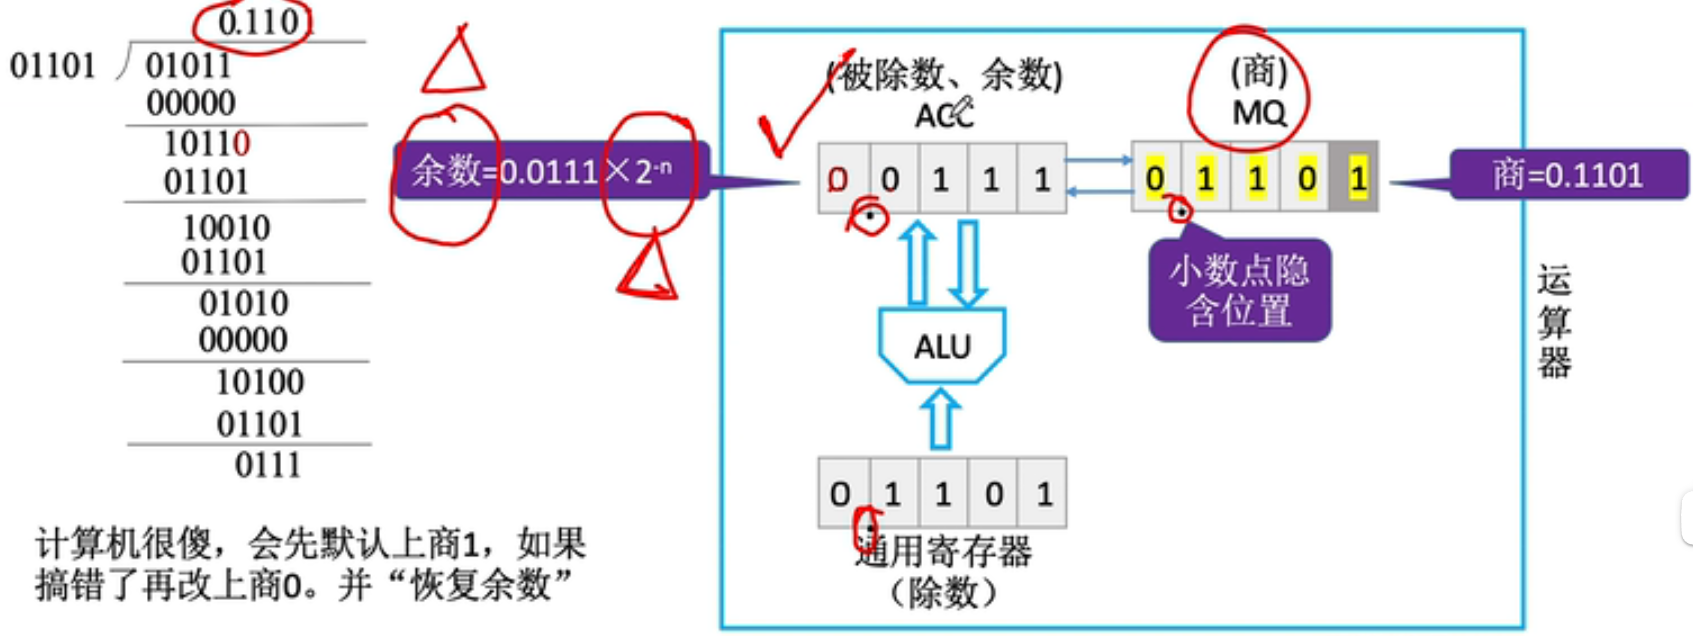 0.110
01101
01011
00000
10110
01101
10010
01101
01010
00000
10100
01101
0111
计算机很傻，会先默认上商1，如果
搞错了再改上商0。并“恢复余数”
余数=0.0111×2⁻ⁿ
(被除数、余数)
ACC
0 0 1 1 1
(商)
MQ
0 1 1 0 1
商=0.1101
小数点隐
含位置
ALU
0 1 1 0 1
通用寄存器
（除数）
运
算
器